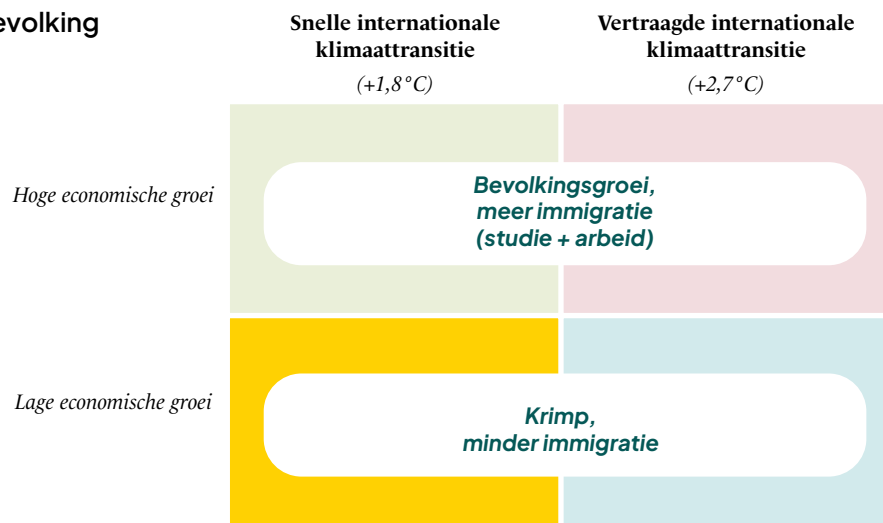 evolking
Snelle internationale
klimaattransitie
(+1,8°C)
Vertraagde internationale
klimaattransitie
(+2,7°C)
Hoge economische groei
Bevolkingsgroei,
meer immigratie
(studie + arbeid)
Lage economische groei
Krimp,
minder immigratie